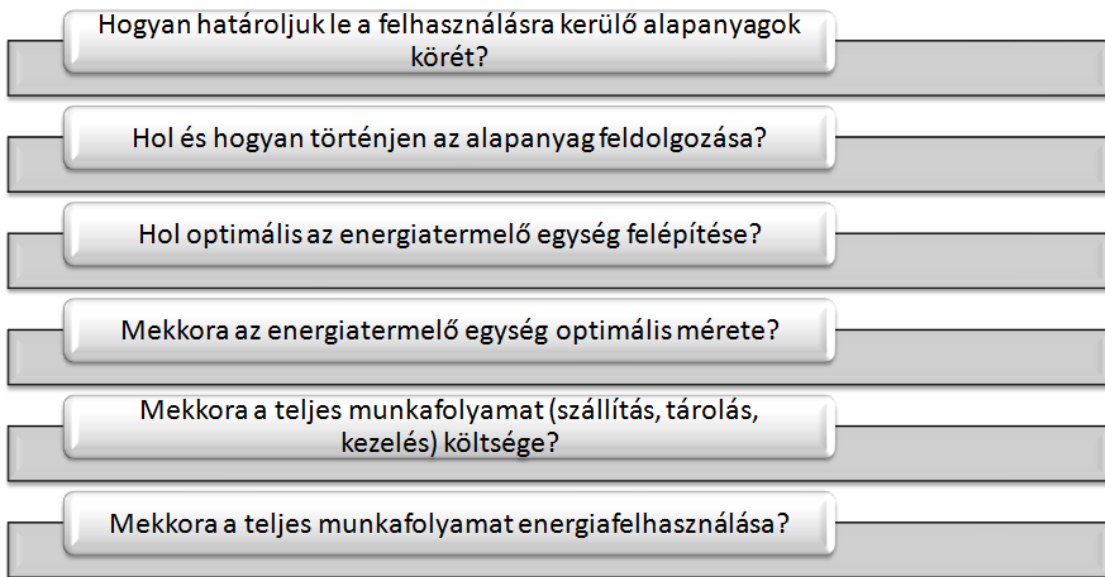 Hogyan határoljuk le a felhasználásra kerülő alapanyagok
körét?
Hol és hogyan történjen az alapanyag feldolgozása?
Hol optimális az energiatermelő egység felépítése?
Mekkora az energiatermelő egység optimális mérete?
Mekkora a teljes munkafolyamat (szállítás, tárolás,
kezelés) költsége?
Mekkora a teljes munkafolyamat energiafelhasználása?